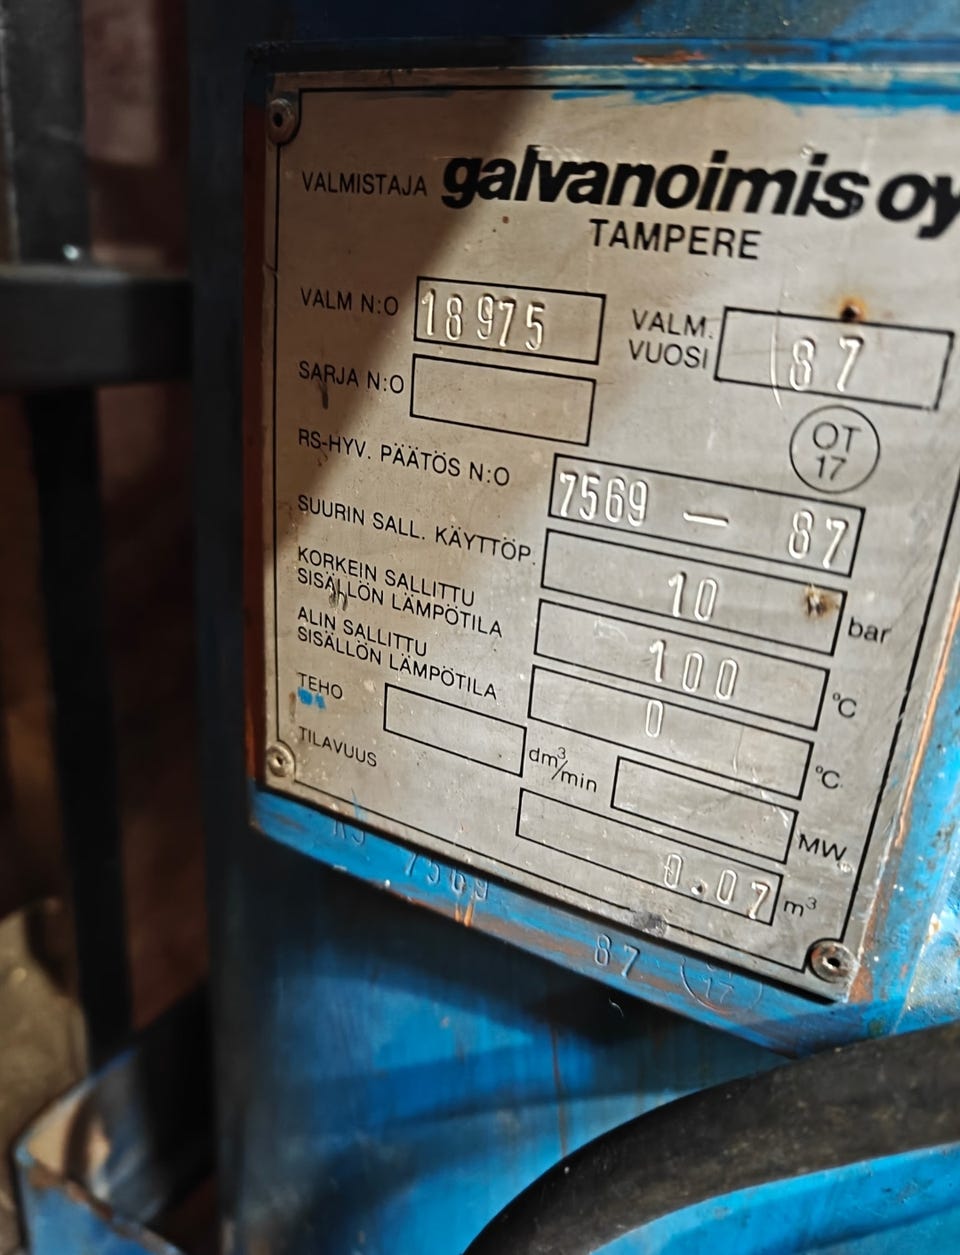 VALMISTAJA galvanoimis oy
TAMPERE
VALM N:O 18975
VALM. VUOSI 87
SARJA N:O
OT
17
RS-HYV. PÄÄTÖS N:O 7569 — 87
SUURIN SALL. KÄYTTÖP. 10 bar
KORKEIN SALLITTU
SISÄLLÖN LÄMPÖTILA 100 °C
ALIN SALLITTU
SISÄLLÖN LÄMPÖTILA 0 °C
TEHO dm³/min MW
TILAVUUS 0.07 m³
RS 7569 87
17